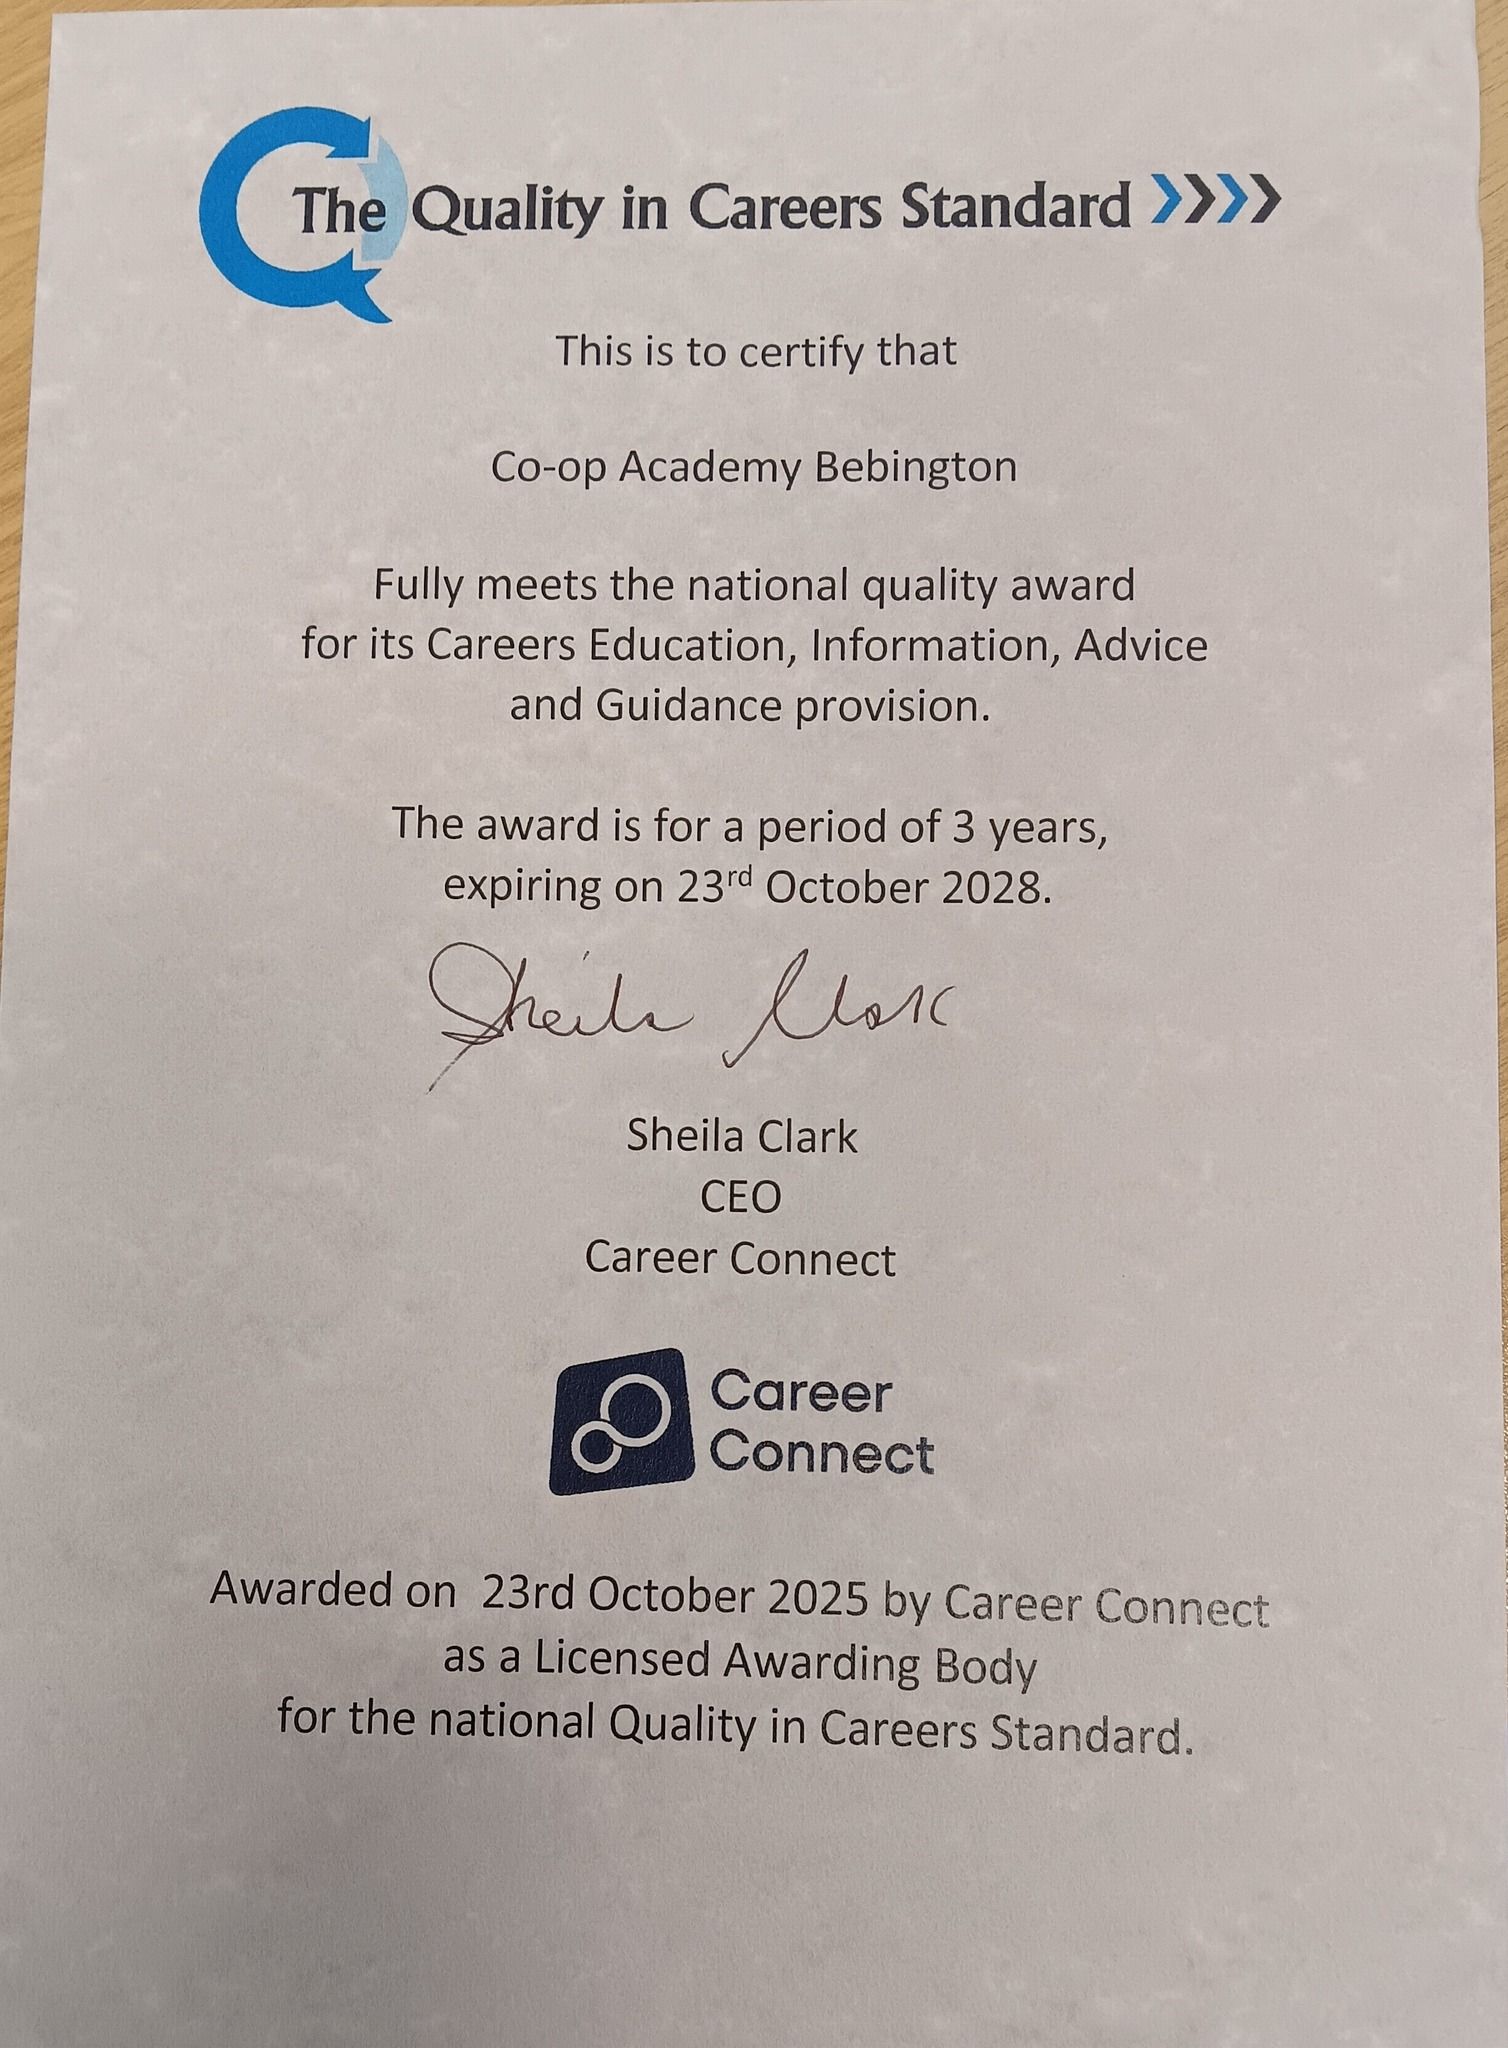 The Quality in Careers Standard
This is to certify that
Co-op Academy Bebington
Fully meets the national quality award
for its Careers Education, Information, Advice
and Guidance provision.
The award is for a period of 3 years,
expiring on 23rd October 2028.
Sheila Clark
Sheila Clark
CEO
Career Connect
Career
Connect
Awarded on 23rd October 2025 by Career Connect
as a Licensed Awarding Body
for the national Quality in Careers Standard.